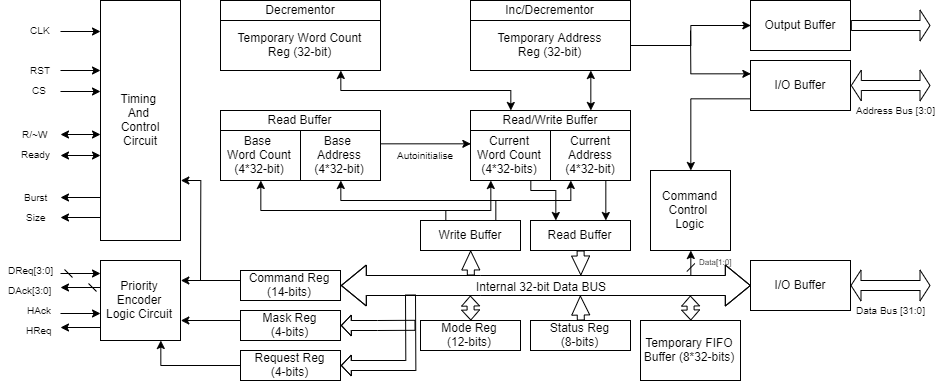 Decrementor
Temporary Word Count
Reg (32-bit)
Inc/Decrementor
Temporary Address
Reg (32-bit)
Output Buffer
I/O Buffer
Address Bus [3:0]
CLK
RST
CS
R/~W
Ready
Burst
Size
Timing
And
Control
Circuit
Read Buffer
Base
Word Count
(4*32-bit)
Base
Address
(4*32-bit)
Autoinitialise
Read/Write Buffer
Current
Word Count
(4*32-bits)
Current
Address
(4*32-bit)
Command
Control
Logic
Write Buffer
Read Buffer
Data[1:0]
DReq[3:0]
DAck[3:0]
HAck
HReq
Priority
Encoder
Logic Circuit
Command Reg
(14-bits)
Internal 32-bit Data BUS
I/O Buffer
Data Bus [31:0]
Mask Reg
(4-bits)
Mode Reg
(12-bits)
Status Reg
(8-bits)
Temporary FIFO
Buffer (8*32-bits)
Request Reg
(4-bits)